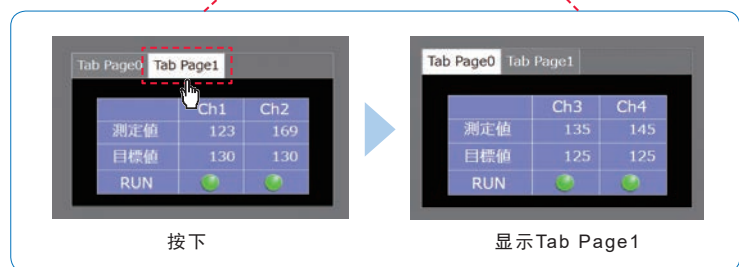 Tab Page0 Tab Page1
Ch1 Ch2
測定値 123 169
目標値 130 130
RUN
按下
Tab Page0 Tab Page1
Ch3 Ch4
測定値 135 145
目標値 125 125
RUN
显示Tab Page1